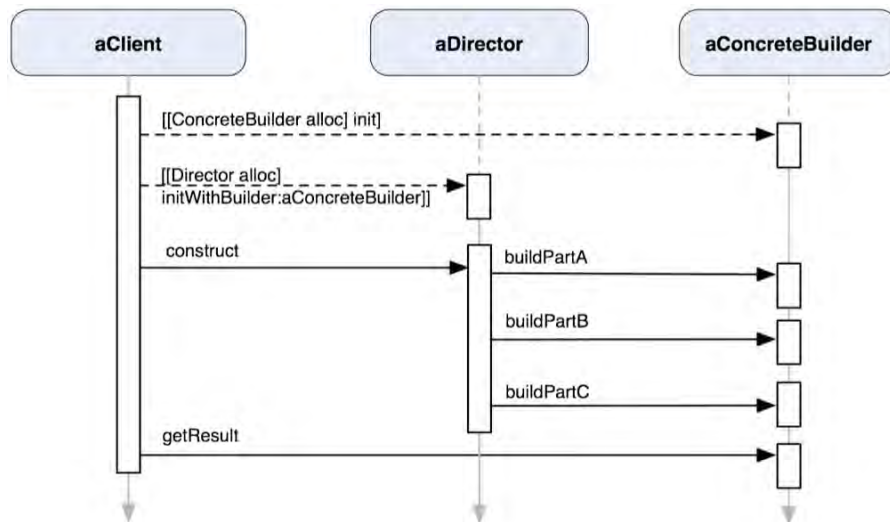 aClient
aDirector
aConcreteBuilder
[[ConcreteBuilder alloc] init]
[[Director alloc]
initWithBuilder:aConcreteBuilder]]
construct
buildPartA
buildPartB
buildPartC
getResult